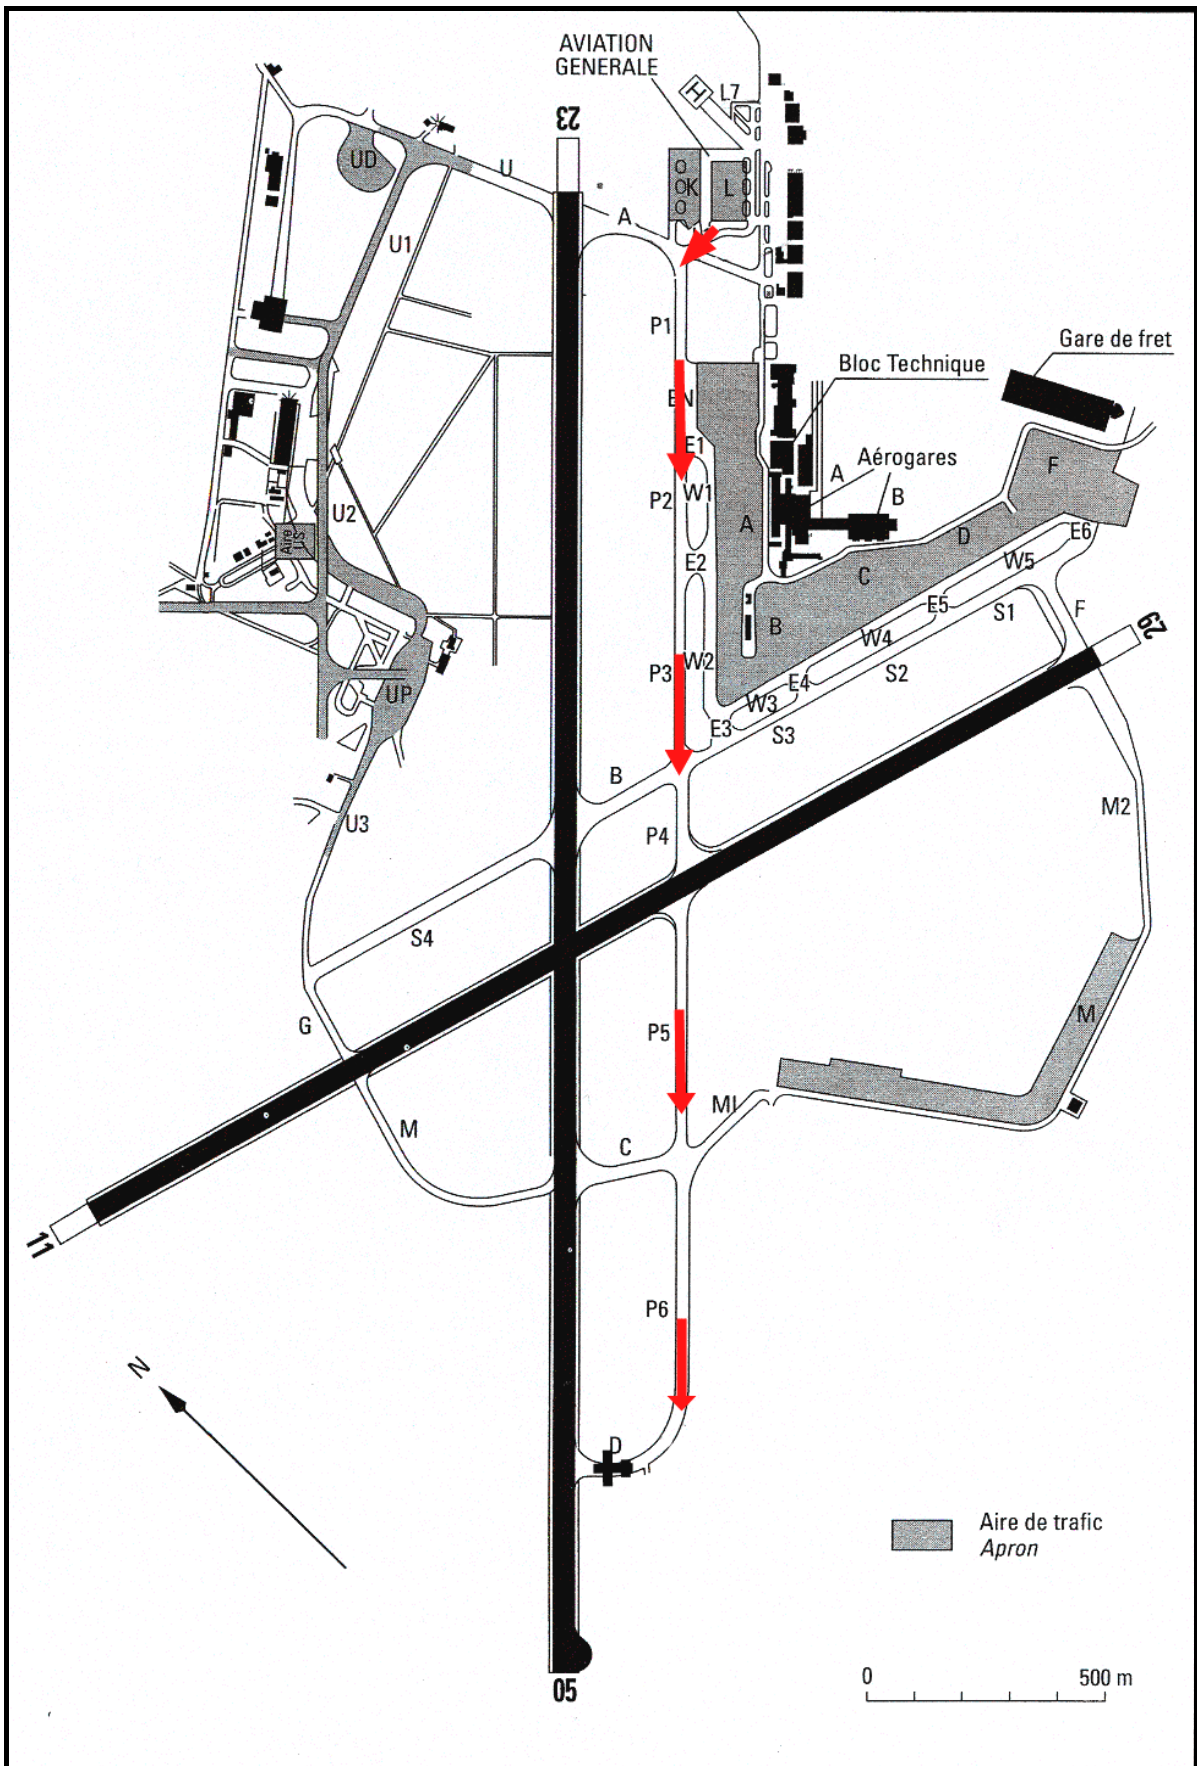 AVIATION
GENERALE
H
L7
23
UD
U
K
L
A
U1
P1
Gare de fret
Bloc Technique
EN
E1
Aérogares
A
F
P2
W1
B
U2
A
D
E6
Aire
US
E2
W5
C
E5
S1
F
29
B
W4
P3
W2
S2
UP
E4
W3
E3
S3
B
M2
U3
P4
S4
G
P5
M
MI
M
C
11
P6
N
D
Aire de trafic
Apron
0
500 m
05